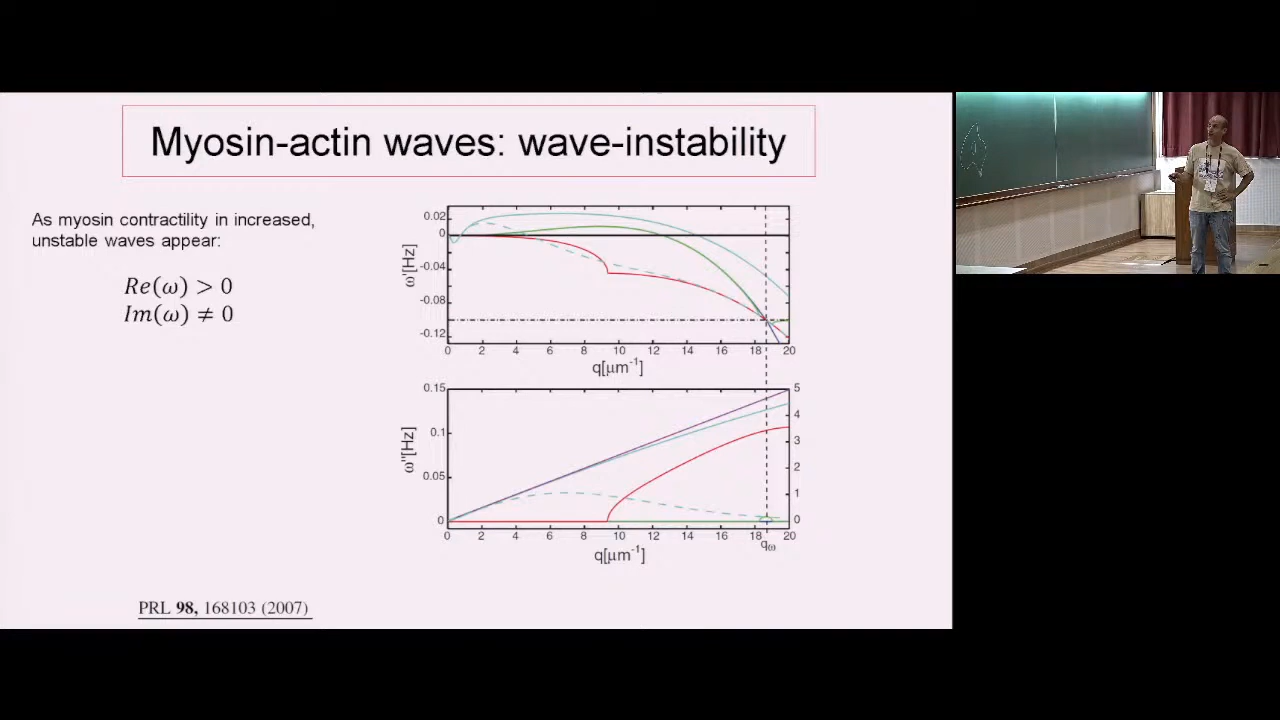 Myosin-actin waves: wave-instability
As myosin contractility in increased,
unstable waves appear:
Re(ω) > 0
Im(ω) ≠ 0
0.02
0
-0.04
-0.08
-0.12
ω'[Hz]
0 2 4 6 8 10 12 14 16 18 20
q[μm⁻¹]
0.15
0.1
0.05
0
ω"[Hz]
5
4
3
2
1
0
0 2 4 6 8 10 12 14 16 18 20
qω
q[μm⁻¹]
PRL 98, 168103 (2007)